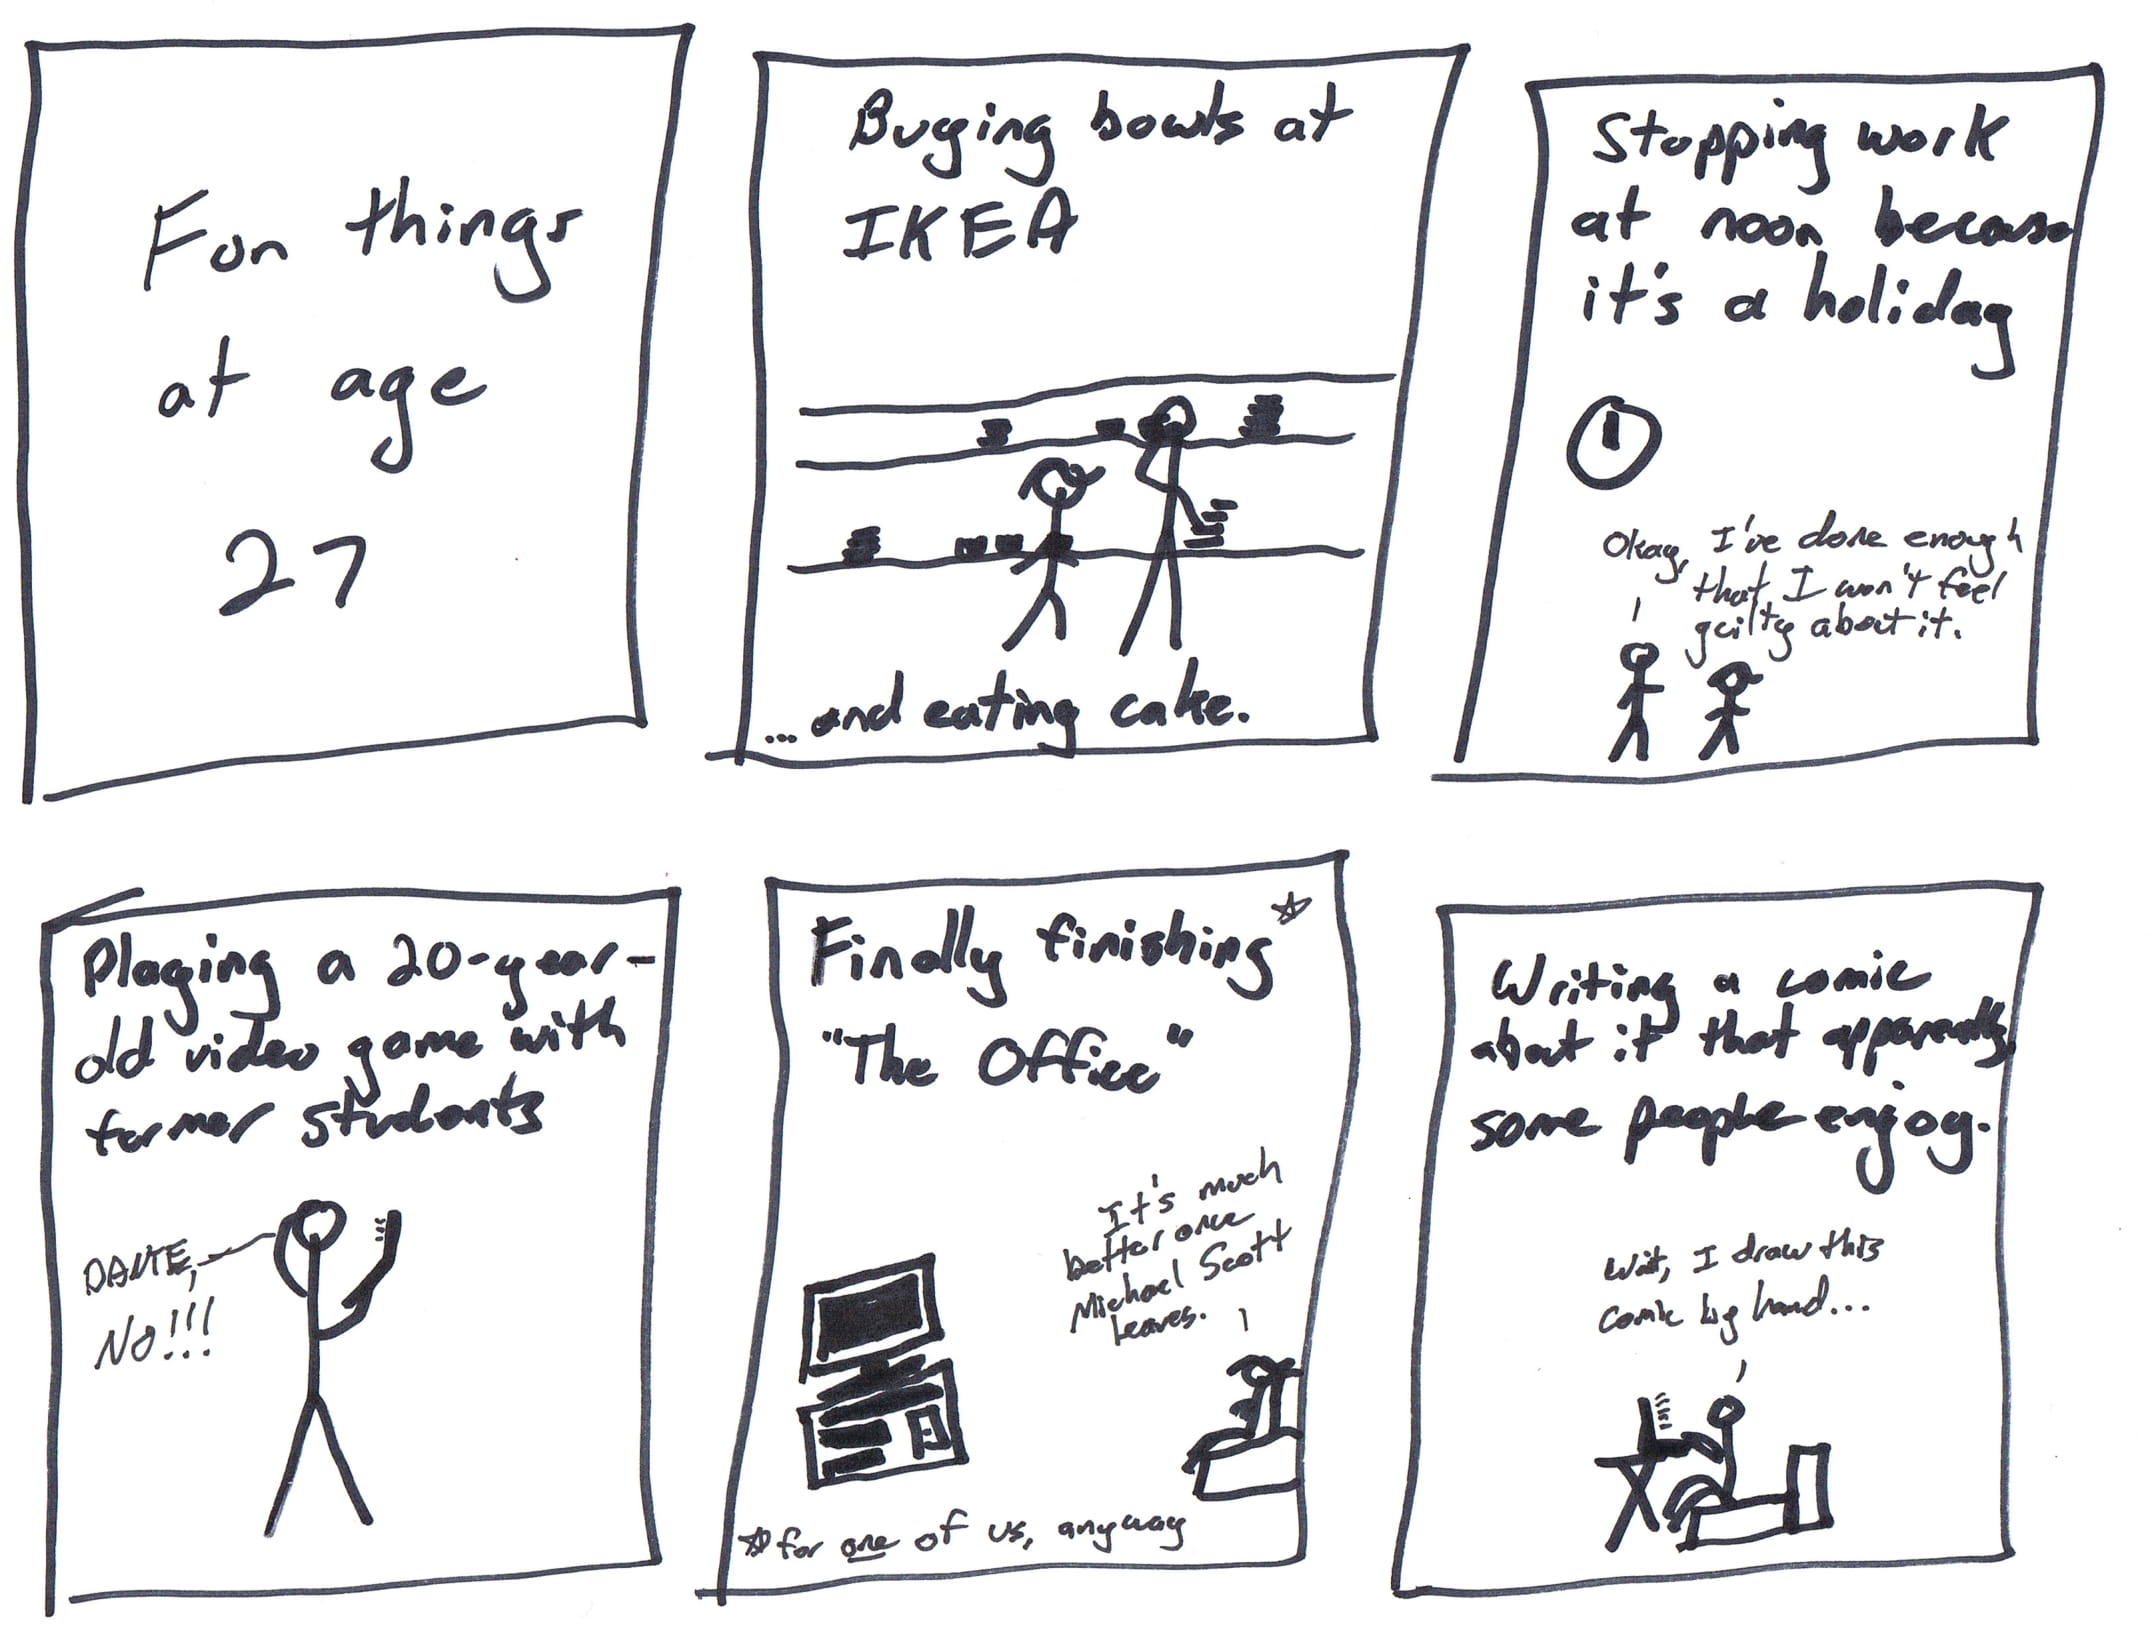 Fun things
at age
27
Buying bowls at
IKEA
...and eating cake.
Stopping work
at noon because
it's a holiday
Okay, I've done enough
that I won't feel
guilty about it.
Playing a 20-year-
old video game with
former students
DANTE,
NO!!!
Finally finishing*
"The Office"
It's much
better once
Michael Scott
leaves.
*for one of us, anyway
Writing a comic
about it that apparently
some people enjoy.
Wait, I draw this
comic by hand...